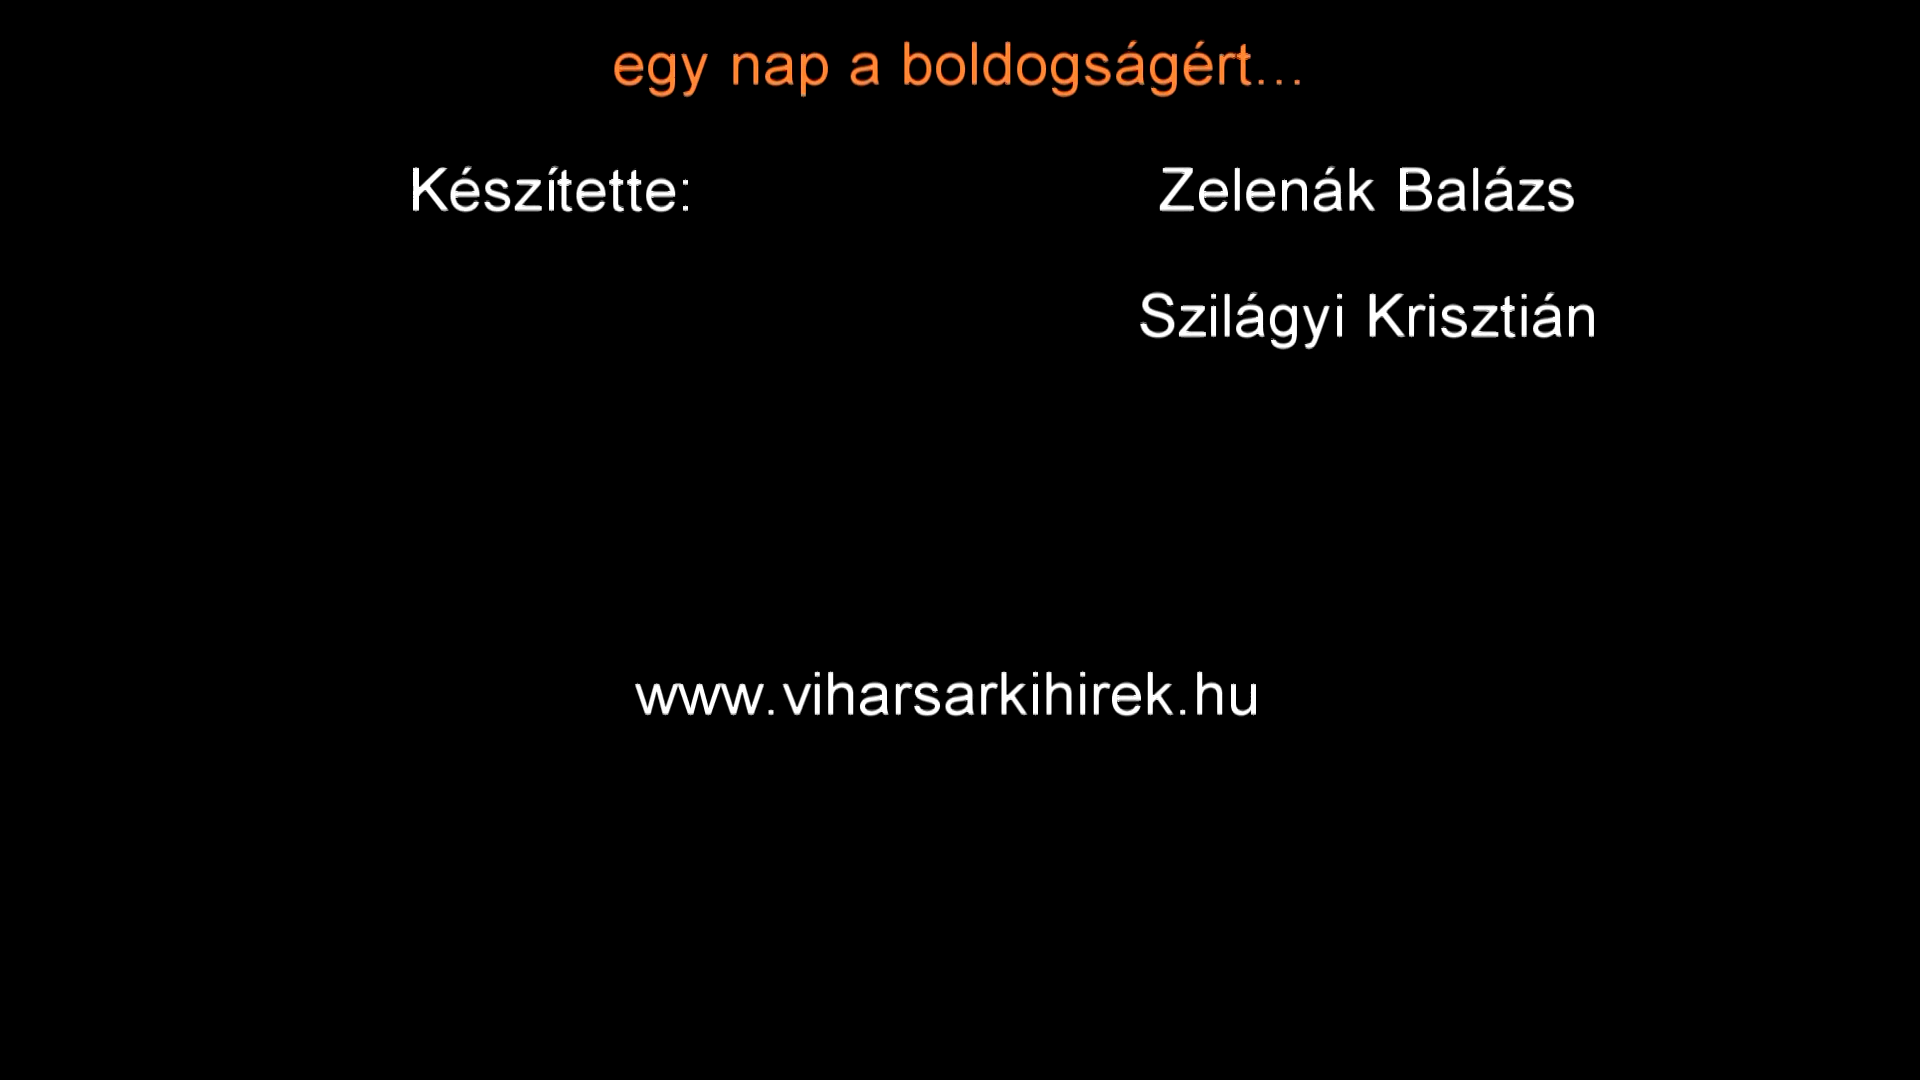 egy nap a boldogságért...
Készítette: Zelenák Balázs
Szilágyi Krisztián
www.viharsarkihirek.hu